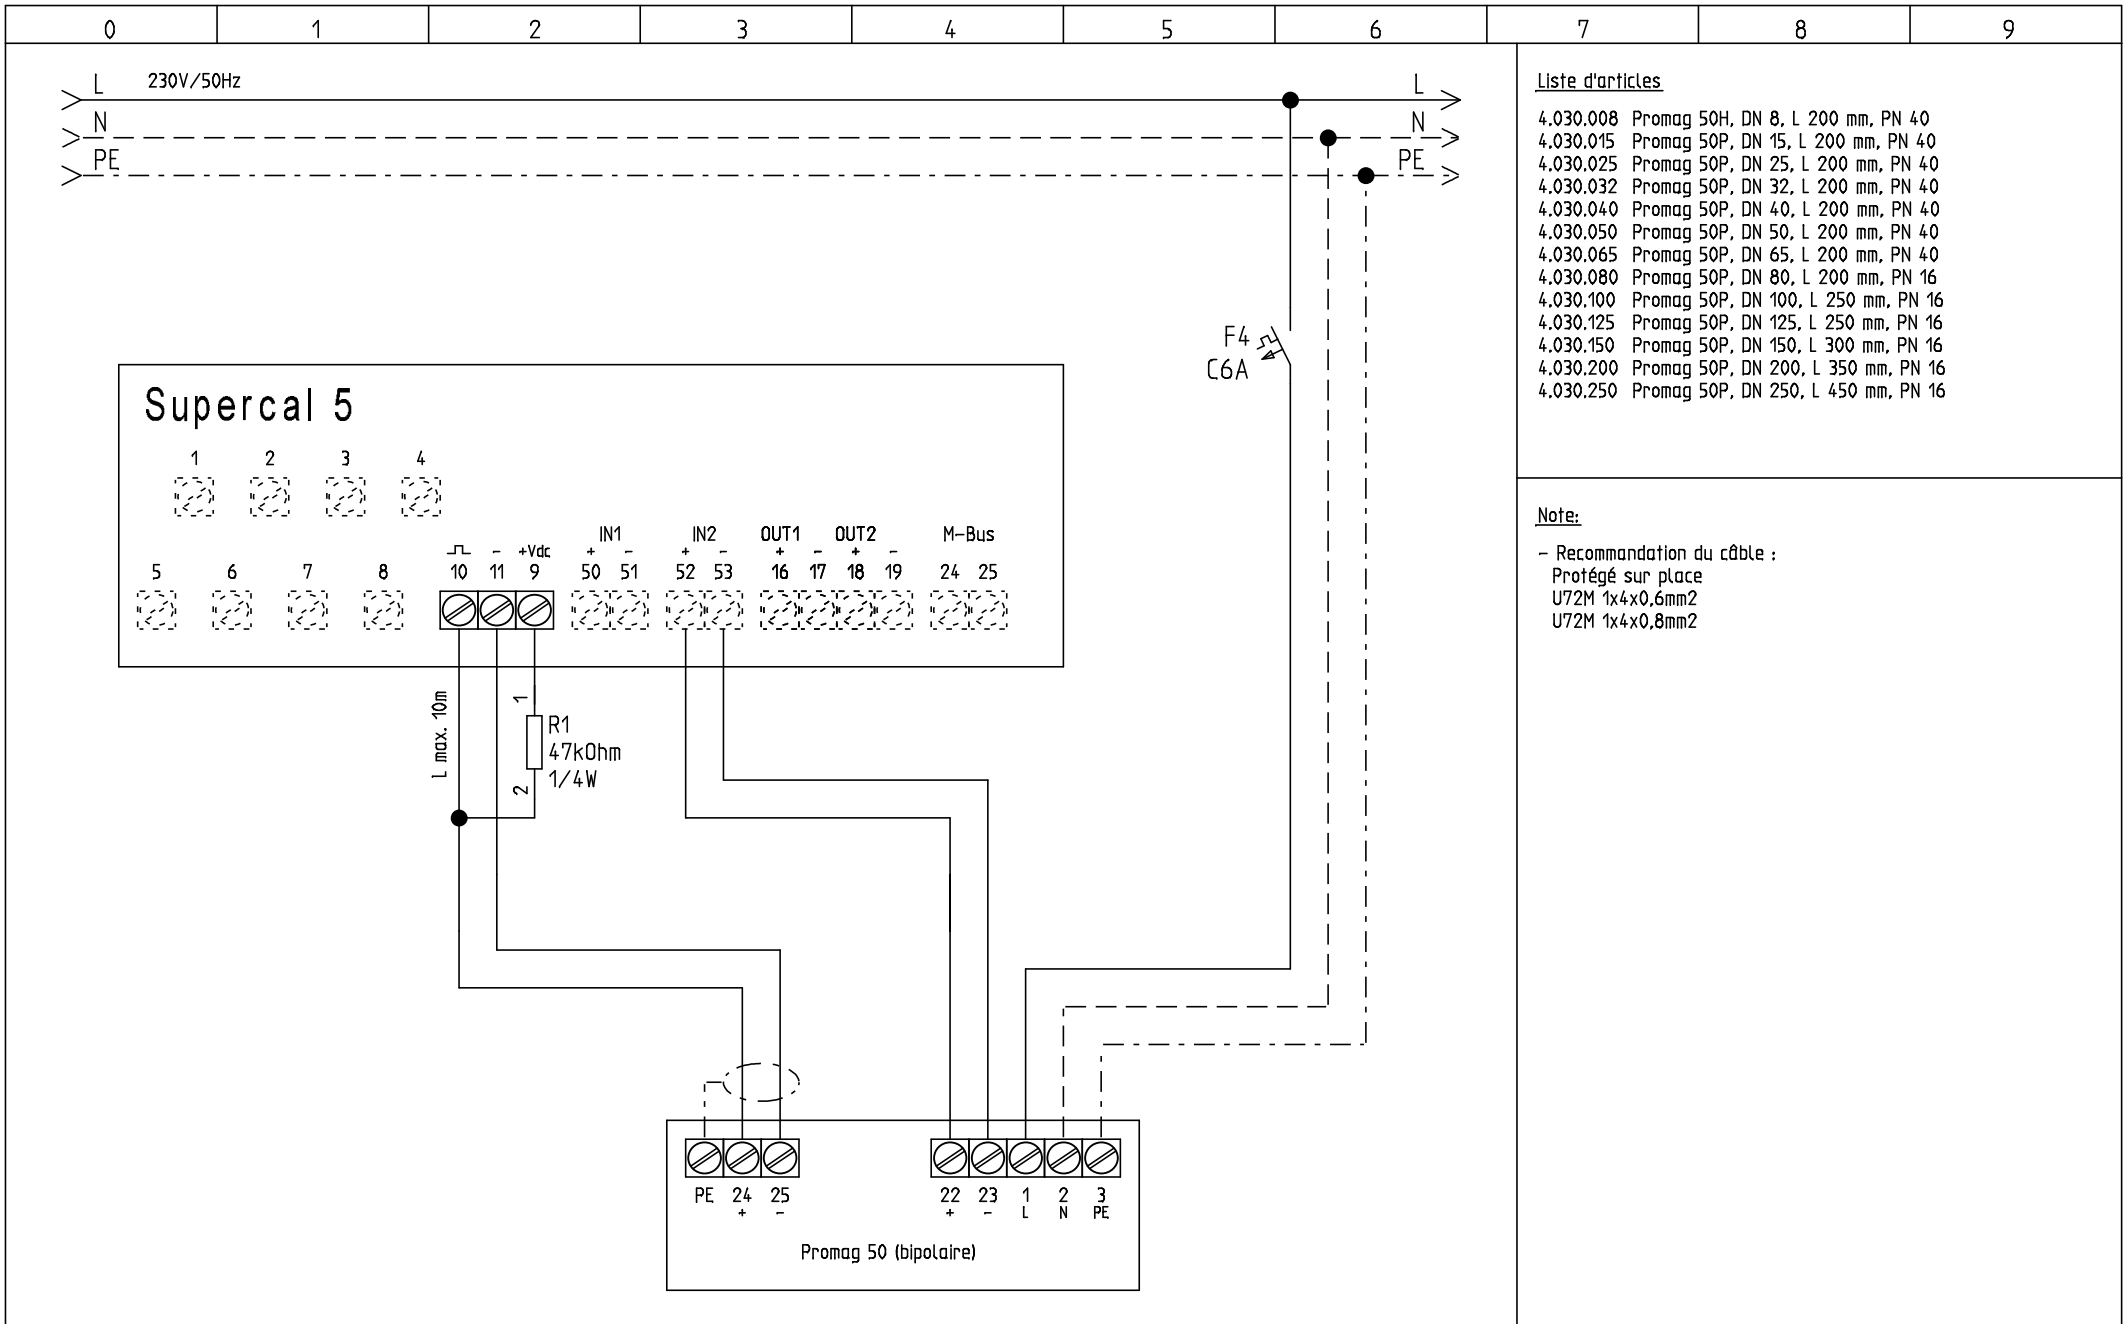 0 1 2 3 4 5 6 7 8 9
L 230V/50Hz L
N N
PE PE
F4
C6A
Supercal 5
1 2 3 4
IN1 IN2 OUT1 OUT2 M-Bus
- +Vdc + - + - + - + -
5 6 7 8 10 11 9 50 51 52 53 16 17 18 19 24 25
l max. 10m
1
R1
47kOhm
1/4W
2
PE 24 25 22 23 1 2 3
+ - + - L N PE
Promag 50 (bipolaire)
Liste d'articles
4.030.008 Promag 50H, DN 8, L 200 mm, PN 40
4.030.015 Promag 50P, DN 15, L 200 mm, PN 40
4.030.025 Promag 50P, DN 25, L 200 mm, PN 40
4.030.032 Promag 50P, DN 32, L 200 mm, PN 40
4.030.040 Promag 50P, DN 40, L 200 mm, PN 40
4.030.050 Promag 50P, DN 50, L 200 mm, PN 40
4.030.065 Promag 50P, DN 65, L 200 mm, PN 40
4.030.080 Promag 50P, DN 80, L 200 mm, PN 16
4.030.100 Promag 50P, DN 100, L 250 mm, PN 16
4.030.125 Promag 50P, DN 125, L 250 mm, PN 16
4.030.150 Promag 50P, DN 150, L 300 mm, PN 16
4.030.200 Promag 50P, DN 200, L 350 mm, PN 16
4.030.250 Promag 50P, DN 250, L 450 mm, PN 16
Note:
- Recommandation du câble :
Protégé sur place
U72M 1x4x0,6mm2
U72M 1x4x0,8mm2